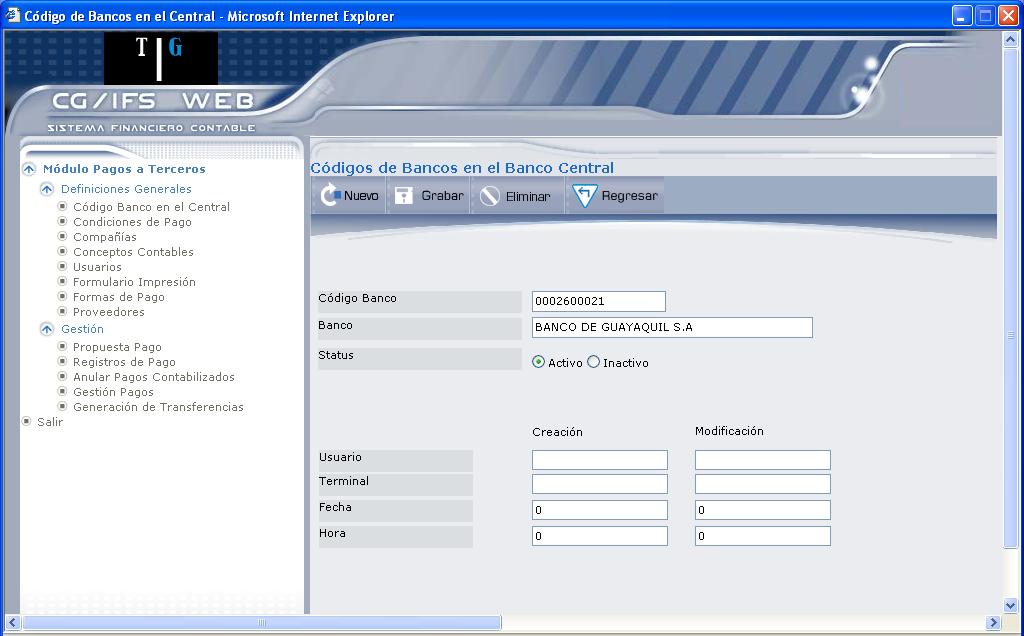 Código de Bancos en el Central - Microsoft Internet Explorer
T G
CG/IFS WEB
SISTEMA FINANCIERO CONTABLE
Módulo Pagos a Terceros
Definiciones Generales
Código Banco en el Central
Condiciones de Pago
Compañías
Conceptos Contables
Usuarios
Formulario Impresión
Formas de Pago
Proveedores
Gestión
Propuesta Pago
Registros de Pago
Anular Pagos Contabilizados
Gestión Pagos
Generación de Transferencias
Salir
Códigos de Bancos en el Banco Central
Nuevo Grabar Eliminar Regresar
Código Banco 0002600021
Banco BANCO DE GUAYAQUIL S.A
Status Activo Inactivo
Creación Modificación
Usuario
Terminal
Fecha 0 0
Hora 0 0